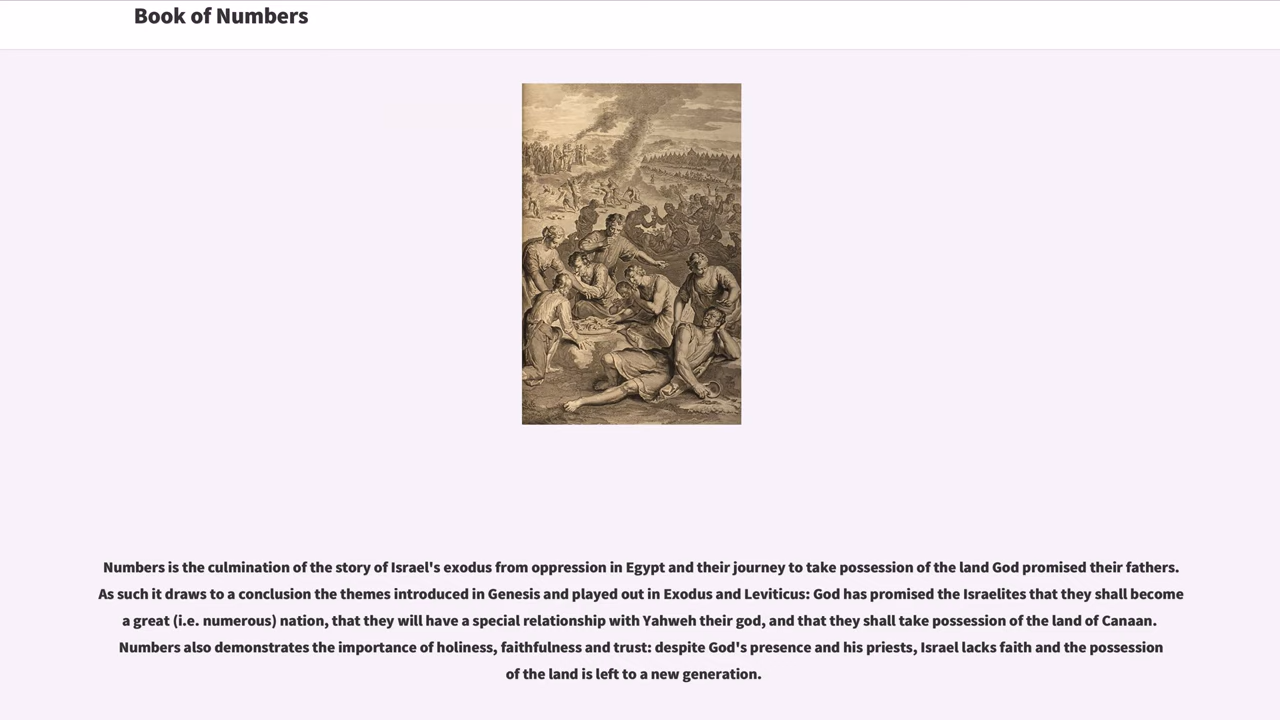 Book of Numbers
Numbers is the culmination of the story of Israel's exodus from oppression in Egypt and their journey to take possession of the land God promised their fathers.
As such it draws to a conclusion the themes introduced in Genesis and played out in Exodus and Leviticus: God has promised the Israelites that they shall become
a great (i.e. numerous) nation, that they will have a special relationship with Yahweh their god, and that they shall take possession of the land of Canaan.
Numbers also demonstrates the importance of holiness, faithfulness and trust: despite God's presence and his priests, Israel lacks faith and the possession
of the land is left to a new generation.